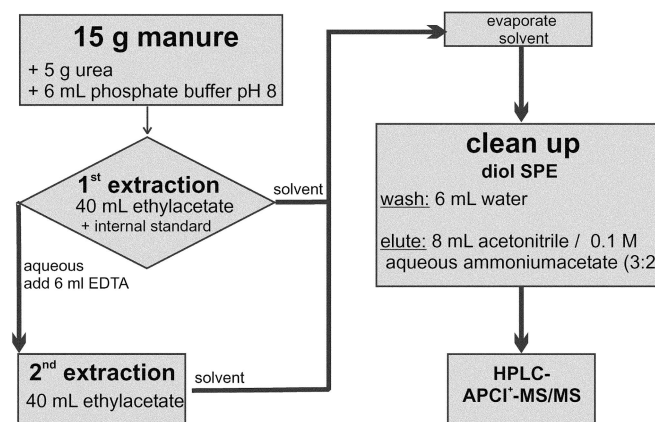 15 g manure
+ 5 g urea
+ 6 mL phosphate buffer pH 8
1st extraction
40 mL ethylacetate
+ internal standard
solvent
aqueous
add 6 ml EDTA
2nd extraction
40 mL ethylacetate
solvent
evaporate
solvent
clean up
diol SPE
wash: 6 mL water
elute: 8 mL acetonitrile / 0.1 M
aqueous ammoniumacetate (3:2
HPLC-
APCI+-MS/MS